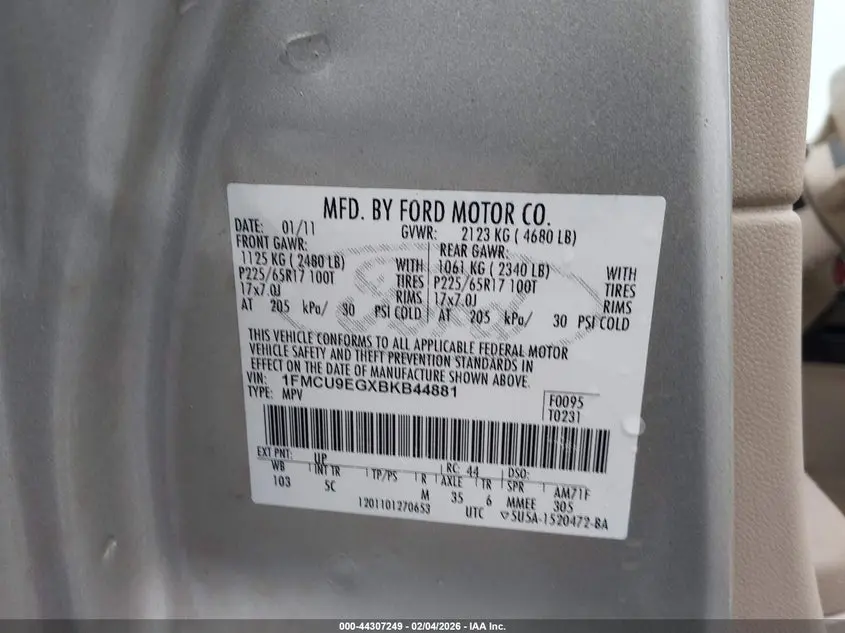 MFD. BY FORD MOTOR CO.
DATE: 01/11 GVWR: 2123 KG ( 4680 LB)
FRONT GAWR: REAR GAWR:
1125 KG ( 2480 LB) WITH 1061 KG ( 2340 LB) WITH
P225/65R17 100T TIRES P225/65R17 100T TIRES
17x7.0J RIMS 17x7.0J RIMS
AT 205 kPa/ 30 PSI COLD AT 205 kPa/ 30 PSI COLD
THIS VEHICLE CONFORMS TO ALL APPLICABLE FEDERAL MOTOR
VEHICLE SAFETY AND THEFT PREVENTION STANDARDS IN
EFFECT ON THE DATE OF MANUFACTURE SHOWN ABOVE.
VIN: 1FMCU9EGXBKB44881
TYPE: MPV
F0095
T0231
EXT PNT: UP RC: 44 DSO:
WB INT TR TP/PS R AXLE TR SPR AM71F
103 5C M 35 6 MMEE 305
1201101270653 UTC ▽5U5A-1520472-BA
000-44307249 - 02/04/2026 - IAA Inc.